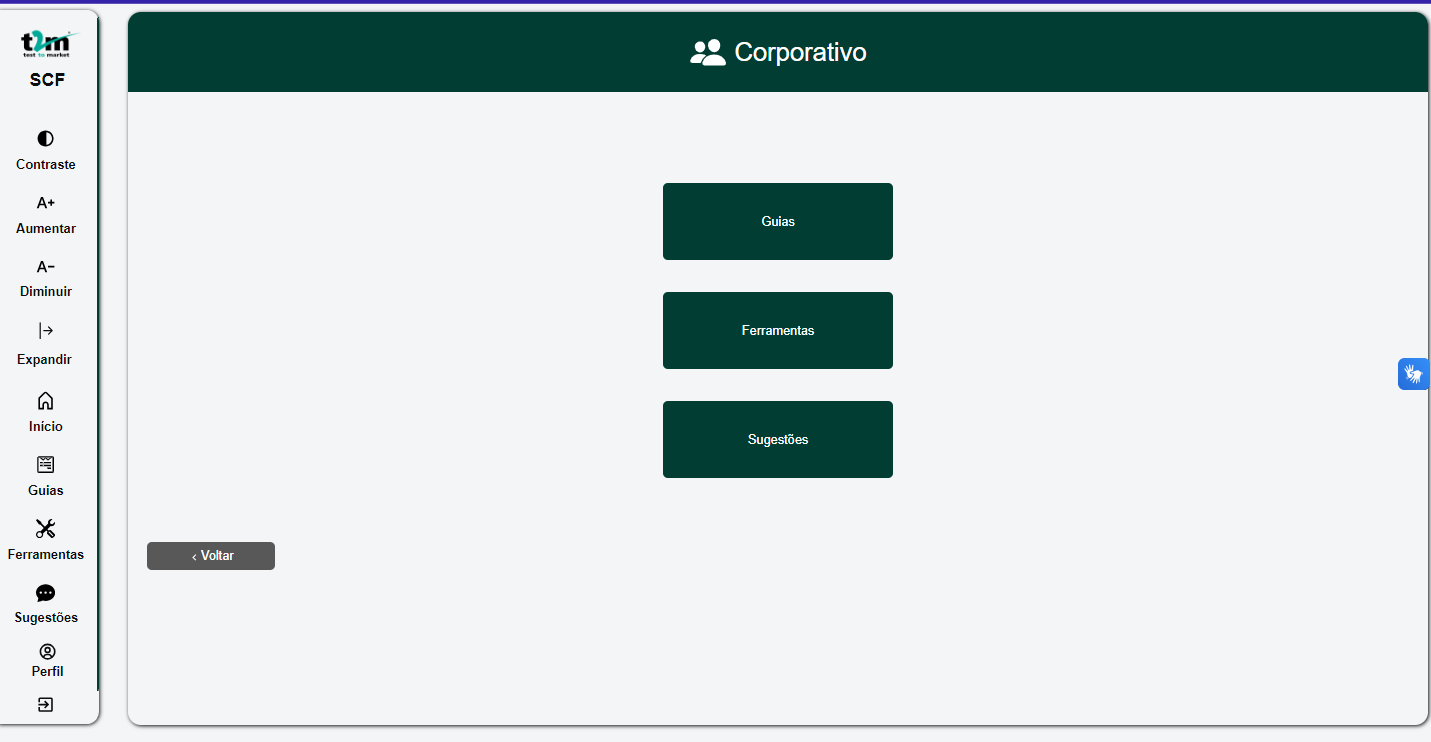 t2m
test to market
SCF
Contraste
A+
Aumentar
A-
Diminuir
Expandir
Início
Guias
Ferramentas
Sugestões
Perfil
Corporativo
Guias
Ferramentas
Sugestões
‹ Voltar